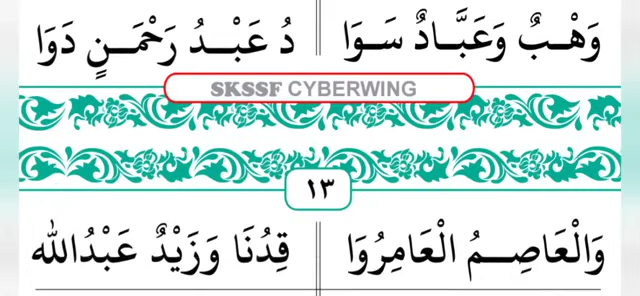 وَهْبٌ وَعَبَّادٌ سَوَا دُ عَبْدُ رَحْمَنٍ دَوَا
SKSSF CYBERWING
١٣
وَالْعَاصِمُ الْعَامِرُوَا قِدُنَا وَزَيْدٌ عَبْدُالله